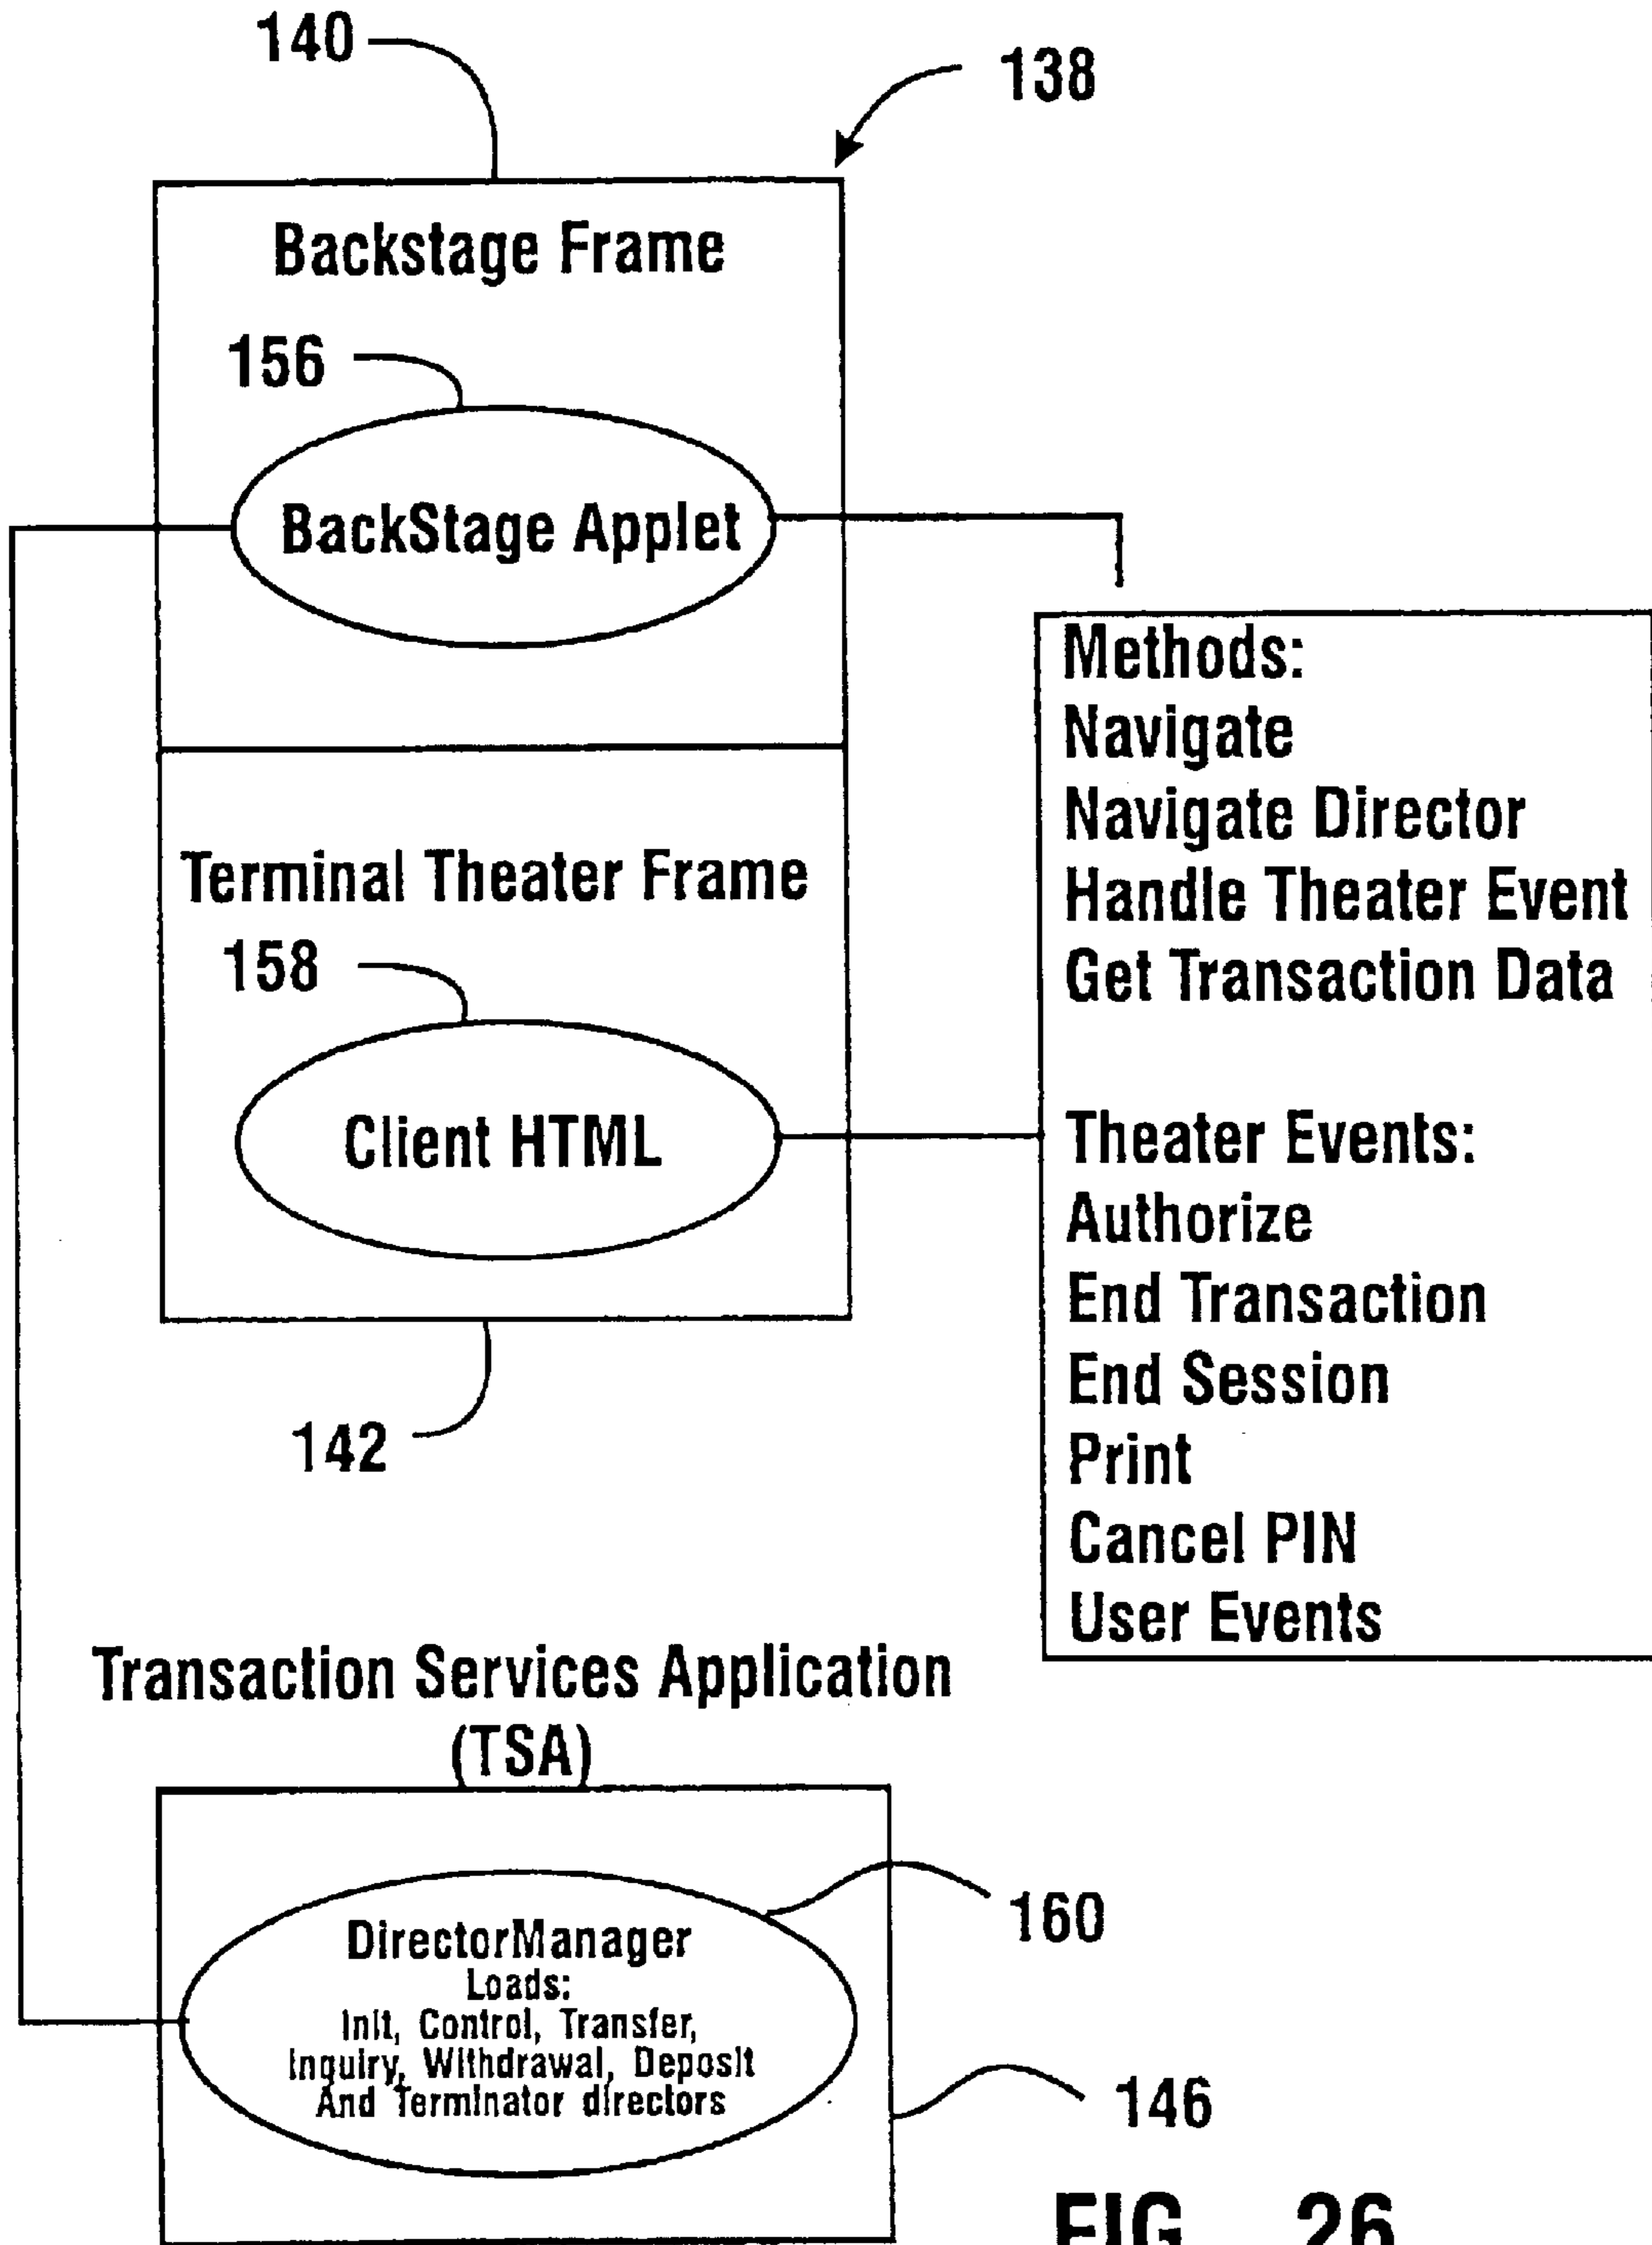 140
138
Backstage Frame
156
BackStage Applet
Terminal Theater Frame
158
Client HTML
142
Methods:
Navigate
Navigate Director
Handle Theater Event
Get Transaction Data
Theater Events:
Authorize
End Transaction
End Session
Print
Cancel PIN
User Events
Transaction Services Application
(TSA)
DirectorManager
Loads:
Init, Control, Transfer,
Inquiry, Withdrawal, Deposit
And Terminator directors
160
146
FIG. 26